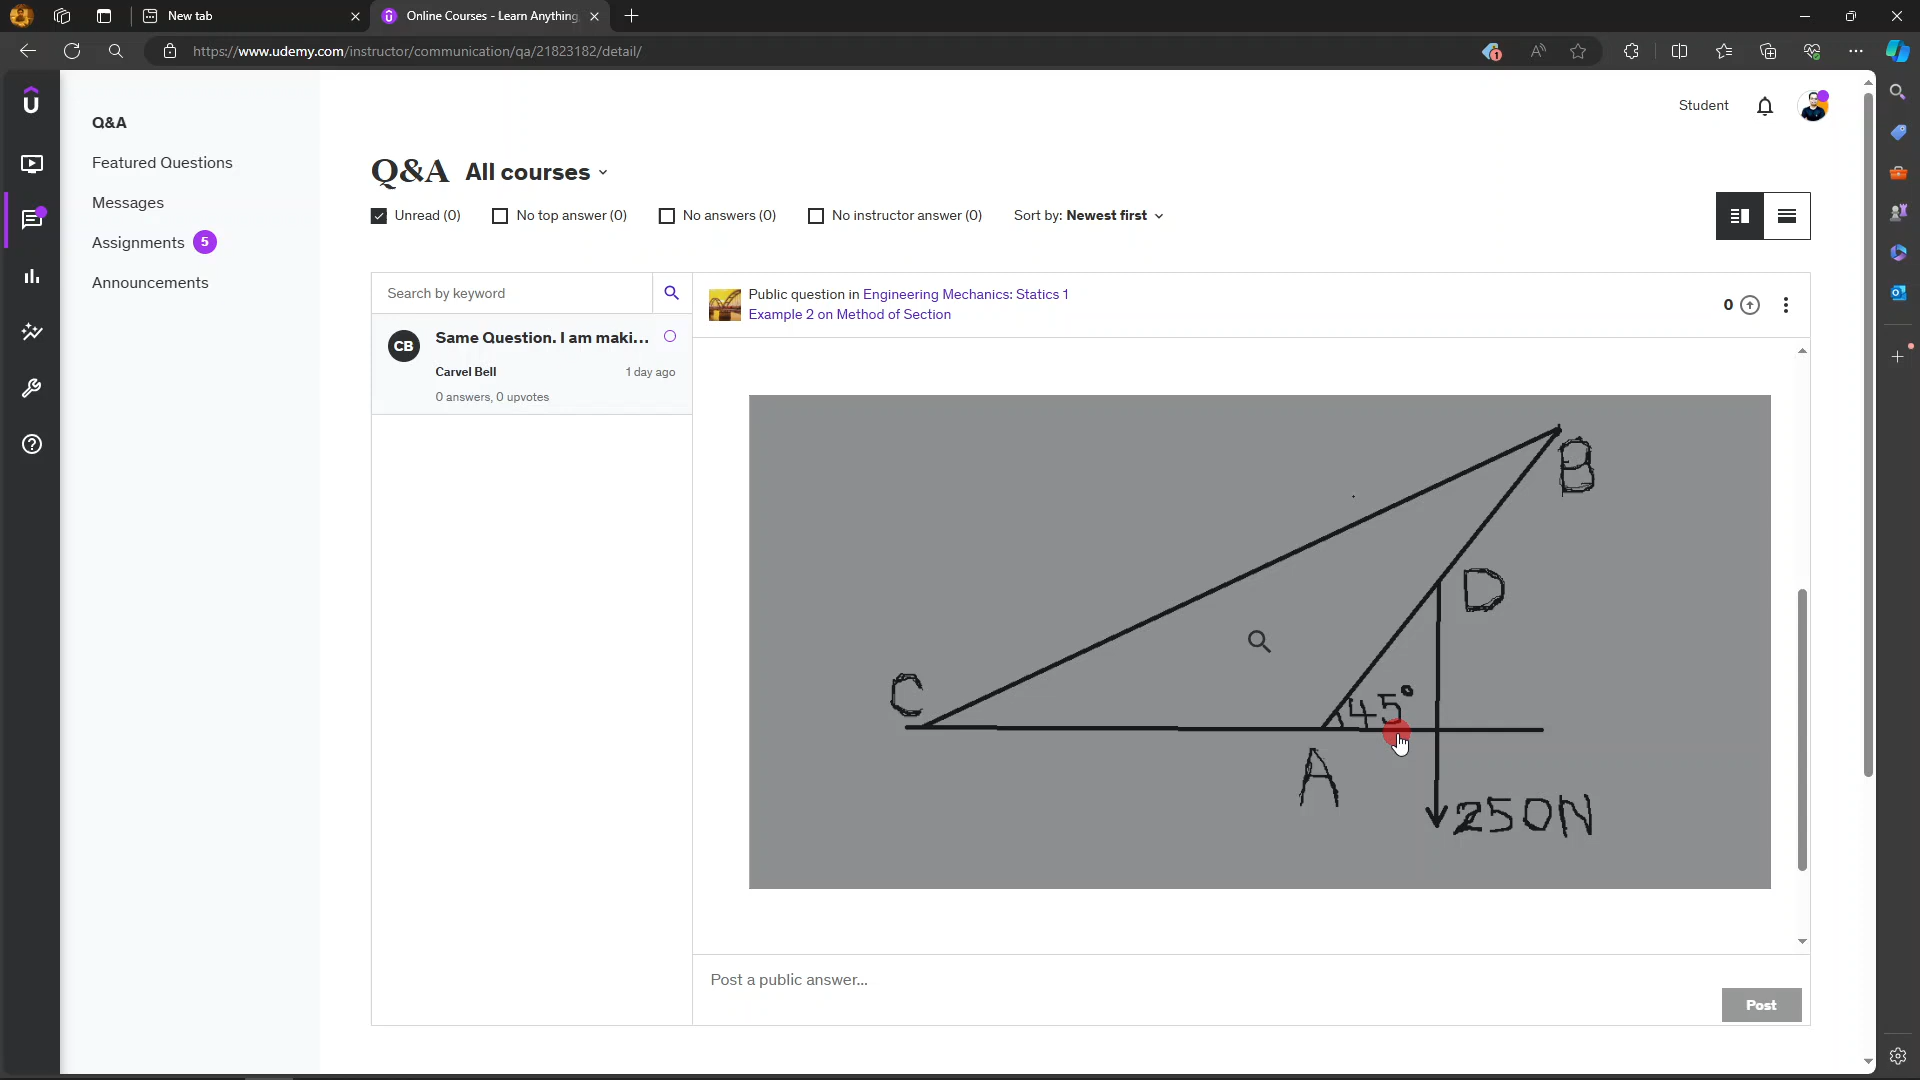 New tab
Online Courses - Learn Anything
https://www.udemy.com/instructor/communication/qa/21823182/detail/
1
Student
Q&A
Featured Questions
Messages
Assignments 5
Announcements
Q&A All courses
Unread (0)
No top answer (0)
No answers (0)
No instructor answer (0)
Sort by: Newest first
Search by keyword
CB
Same Question. I am maki...
Carvel Bell
1 day ago
0 answers, 0 upvotes
Public question in Engineering Mechanics: Statics 1
Example 2 on Method of Section
0
B
D
C
45°
A
250N
Post a public answer...
Post